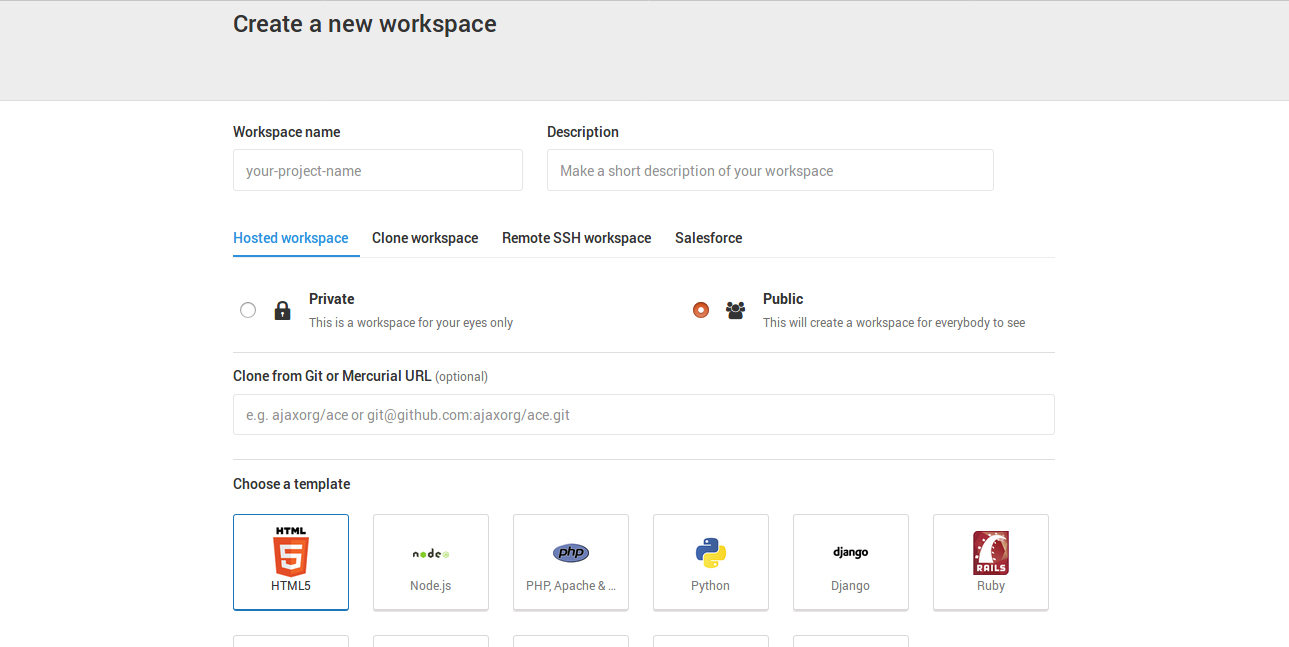 Create a new workspace
Workspace name Description
your-project-name Make a short description of your workspace
Hosted workspace Clone workspace Remote SSH workspace Salesforce
Private Public
This is a workspace for your eyes only This will create a workspace for everybody to see
Clone from Git or Mercurial URL (optional)
e.g. ajaxorg/ace or git@github.com:ajaxorg/ace.git
Choose a template
HTML
5 node php django RAILS
HTML5 Node.js PHP, Apache & ... Python Django Ruby